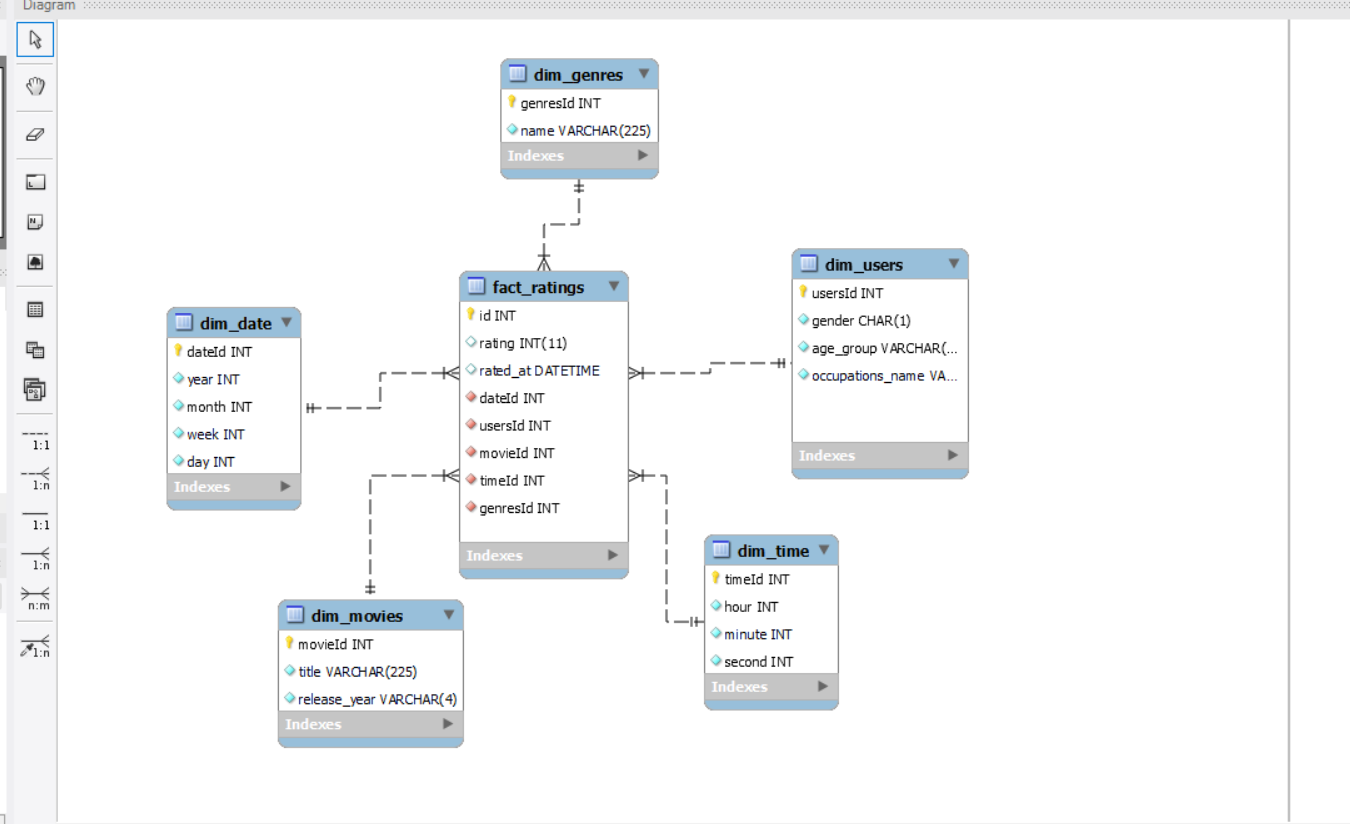 Diagram
dim_genres
genresId INT
name VARCHAR(225)
Indexes
dim_users
usersId INT
gender CHAR(1)
age_group VARCHAR(...
occupations_name VA...
Indexes
fact_ratings
id INT
rating INT(11)
rated_at DATETIME
dateId INT
usersId INT
movieId INT
timeId INT
genresId INT
Indexes
dim_date
dateId INT
year INT
month INT
week INT
day INT
Indexes
dim_time
timeId INT
hour INT
minute INT
second INT
Indexes
dim_movies
movieId INT
title VARCHAR(225)
release_year VARCHAR(4)
Indexes
1:1
1:n
1:1
1:n
n:m
1:n